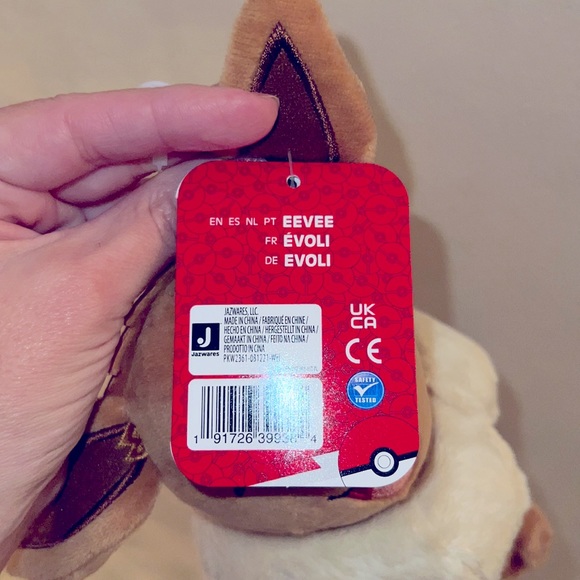 EN ES NL PT EEVEE
FR ÉVOLI
DE EVOLI
JAZWARES, LLC.
MADE IN CHINA / FABRIQUÉ EN CHINE /
HECHO EN CHINA / HERGESTELLT IN CHINA /
GEMAAKT IN CHINA / FEITO NA CHINA /
PRODOTTO IN CINA
Jazwares
UK
CA
CE
SAFETY
TESTED